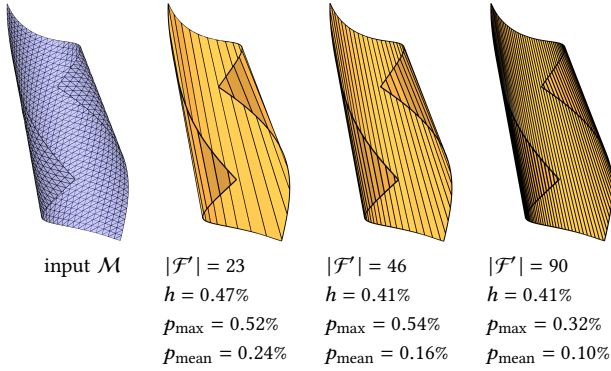 input ℳ
|ℱ′| = 23
h = 0.47%
p_max = 0.52%
p_mean = 0.24%
|ℱ′| = 46
h = 0.41%
p_max = 0.54%
p_mean = 0.16%
|ℱ′| = 90
h = 0.41%
p_max = 0.32%
p_mean = 0.10%